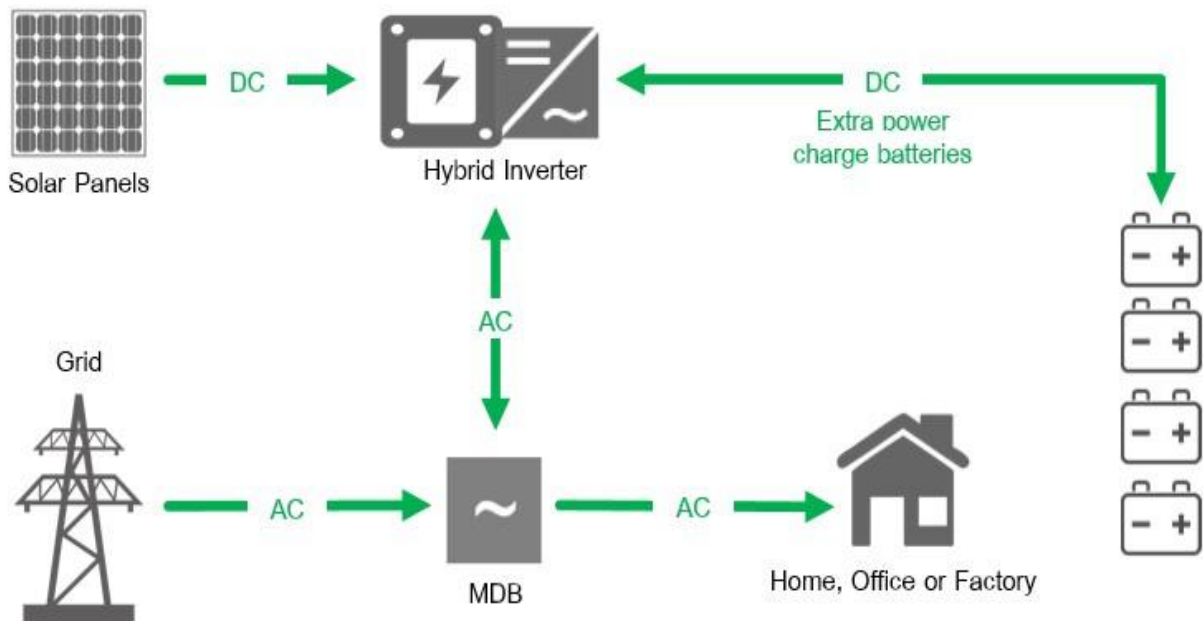 DC
DC
Extra power
charge batteries
Solar Panels
Hybrid Inverter
- +
AC
- +
Grid
- +
AC
~
AC
- +
MDB
Home, Office or Factory